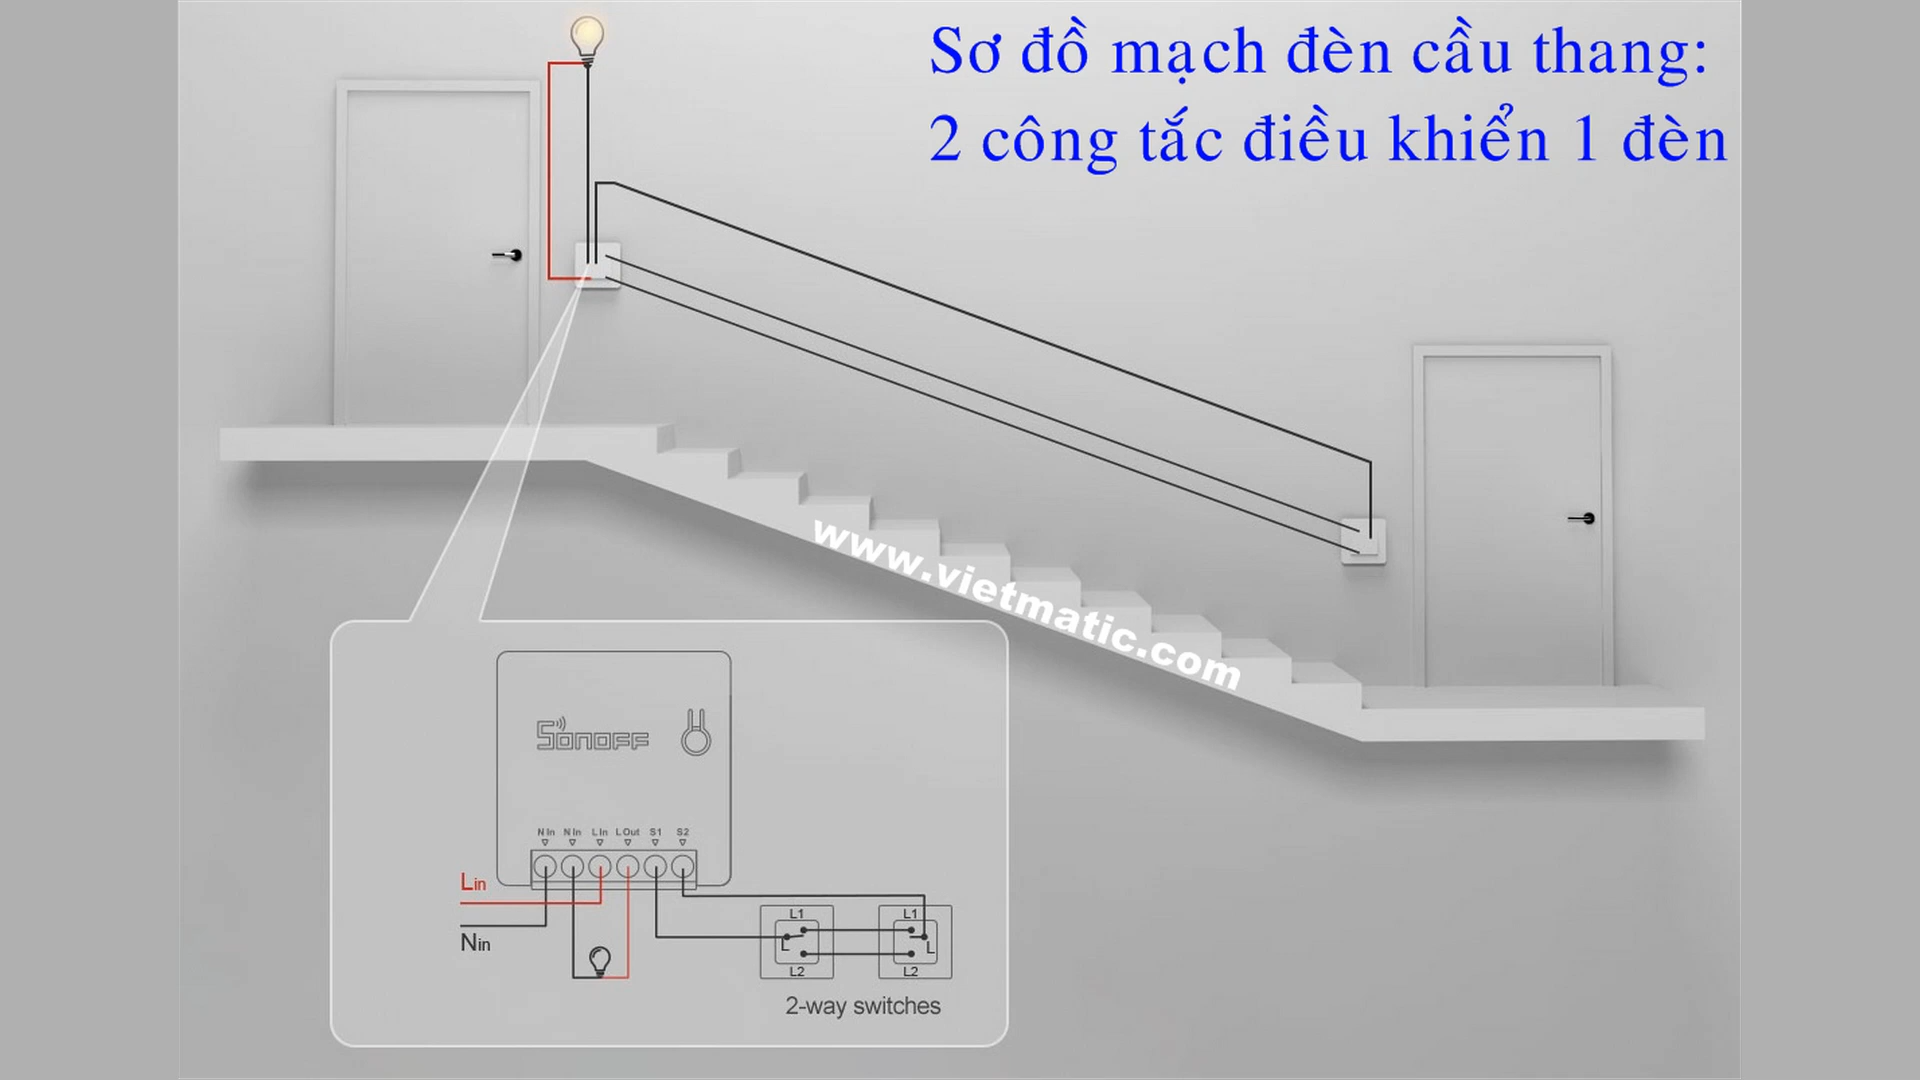 Sơ đồ mạch đèn cầu thang:
2 công tắc điều khiển 1 đèn
www.vietmatic.com
SONOFF
N In N In L In L Out S1 S2
Lin
Nin
L1 L1
L L
L2 L2
2-way switches